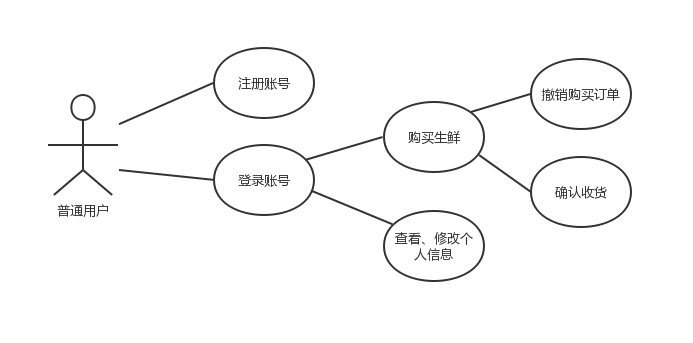 注册账号
撤销购买订单
购买生鲜
登录账号
确认收货
普通用户
查看、修改个
人信息